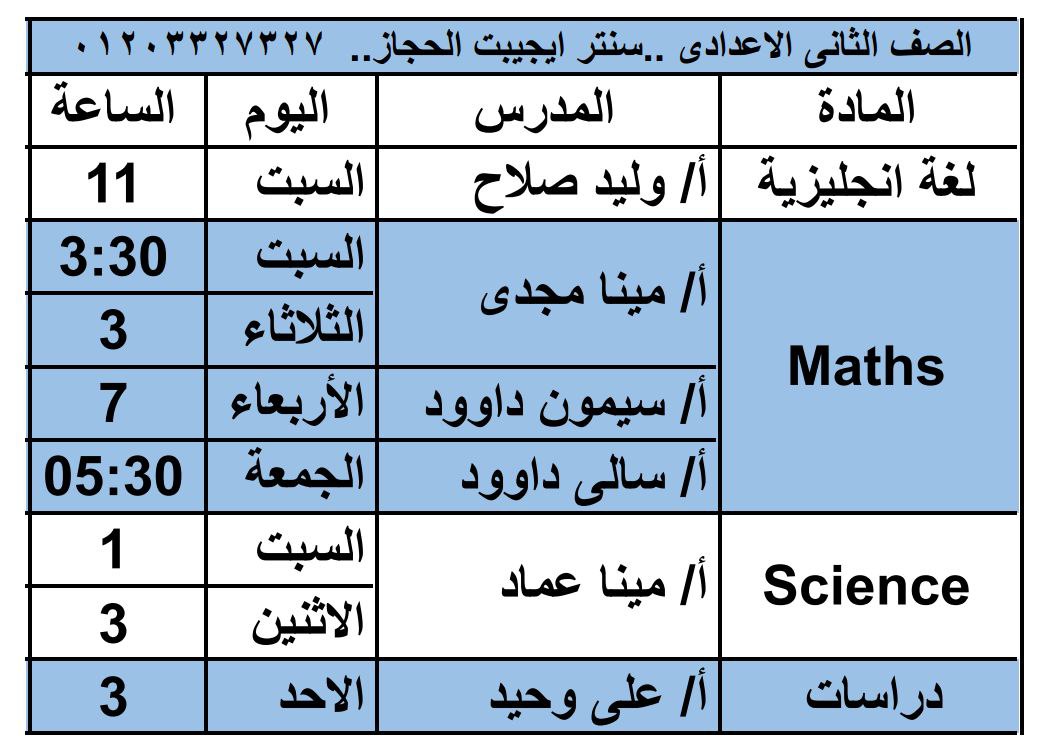 الصف الثانى الاعدادى ..سنتر ايجيبت الحجاز.. ٠١٢٠٣٣٢٧٣٢٧
المادة المدرس اليوم الساعة
لغة انجليزية أ/ وليد صلاح السبت 11
Maths أ/ مينا مجدى السبت 3:30
الثلاثاء 3
أ/ سيمون داوود الأربعاء 7
أ/ سالى داوود الجمعة 05:30
Science أ/ مينا عماد السبت 1
الاثنين 3
دراسات أ/ على وحيد الاحد 3